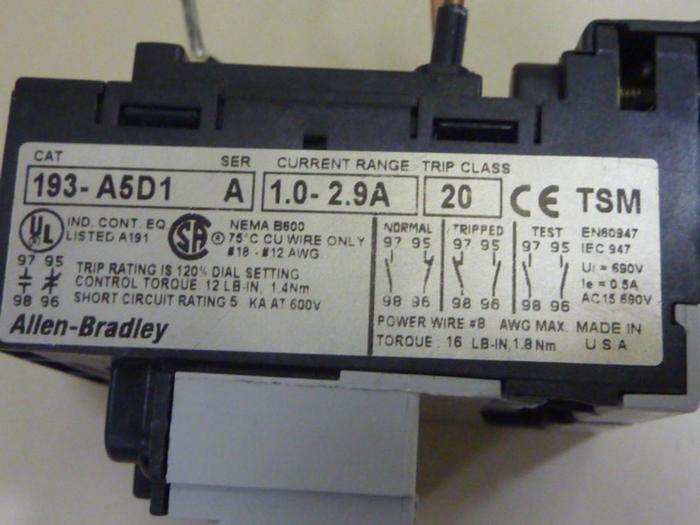 CAT SER CURRENT RANGE TRIP CLASS
193-A5D1 A 1.0-2.9A 20 CE TSM
UL IND. CONT. EQ.
LISTED A191
SA ® NEMA B600
75°C CU WIRE ONLY
#18 - #12 AWG
97 95
98 96
TRIP RATING IS 120% DIAL SETTING
CONTROL TORQUE: 12 LB-IN, 1.4Nm
SHORT CIRCUIT RATING 5 KA AT 600V
Allen-Bradley
NORMAL TRIPPED TEST
97 95 97 95 97 95
98 96 98 96 98 96
EN60947
IEC 947
Ui = 690V
Ie = 0.5A
AC15 690V
POWER WIRE #8 AWG MAX. MADE IN
TORQUE : 16 LB-IN, 1.8Nm U.S.A.